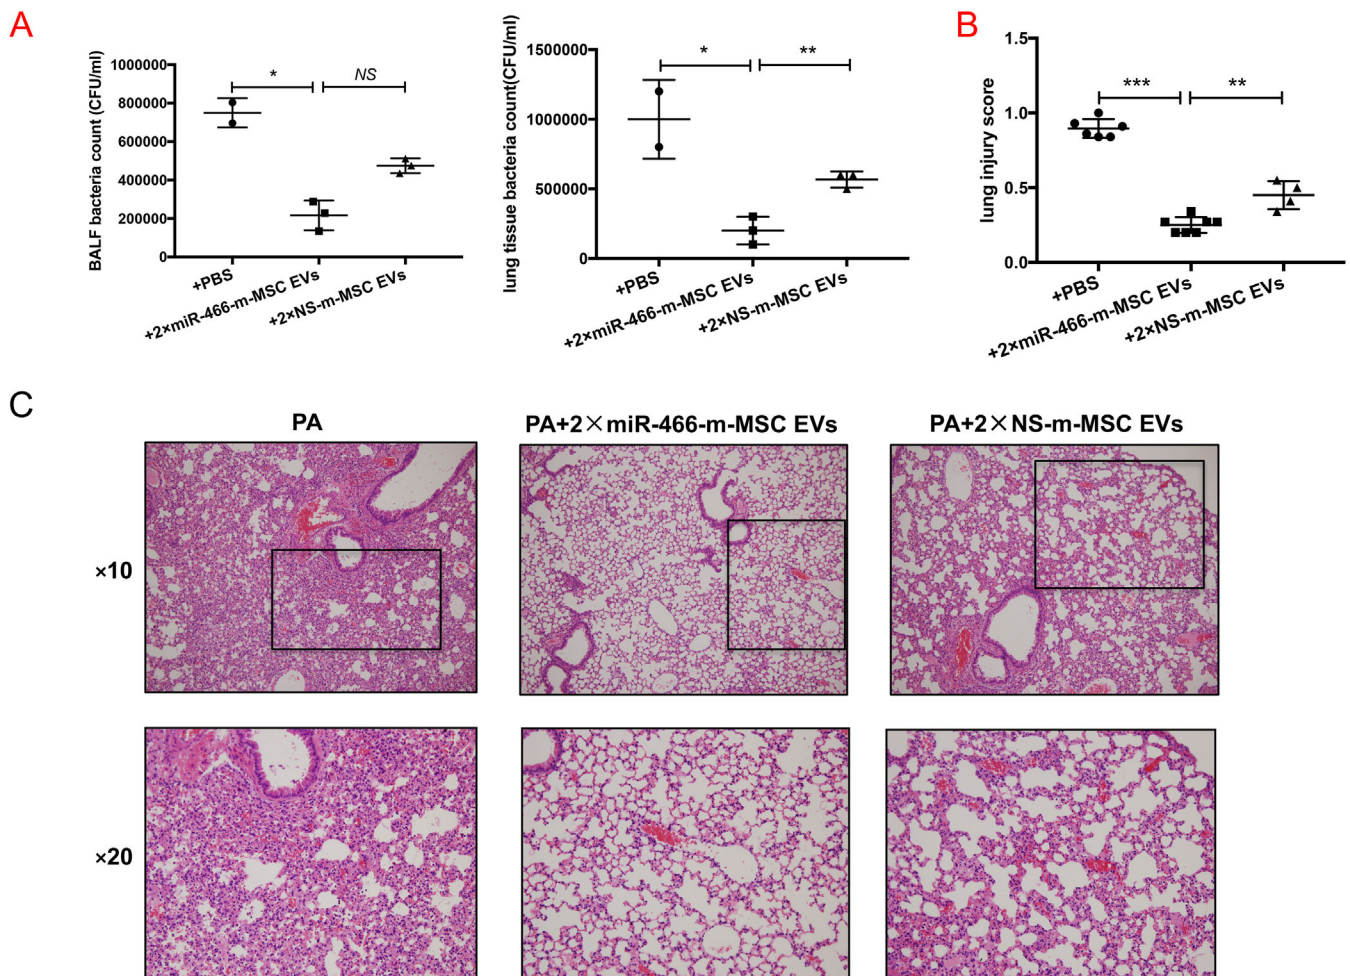 A
B
BALF bacteria count (CFU/ml)
1000000
800000
600000
400000
200000
0
*
NS
+PBS
+2×miR-466-m-MSC EVs
+2×NS-m-MSC EVs
lung tissue bacteria count(CFU/ml)
1500000
1000000
500000
0
*
**
+PBS
+2×miR-466-m-MSC EVs
+2×NS-m-MSC EVs
lung injury score
1.5
1.0
0.5
0.0
***
**
+PBS
+2×miR-466-m-MSC EVs
+2×NS-m-MSC EVs
C
PA
PA+2×miR-466-m-MSC EVs
PA+2×NS-m-MSC EVs
×10
×20